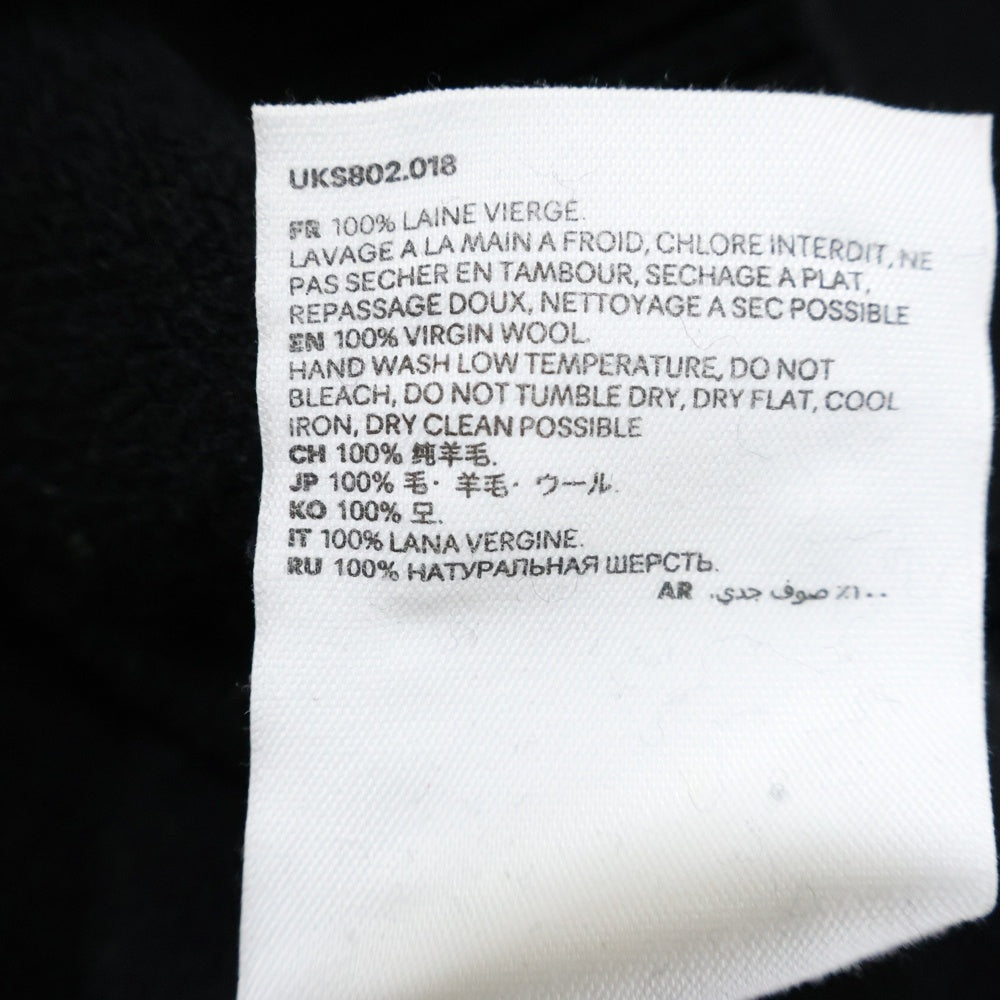 UKS802.018
FR 100% LAINE VIERGE.
LAVAGE A LA MAIN A FROID, CHLORE INTERDIT, NE
PAS SECHER EN TAMBOUR, SECHAGE A PLAT,
REPASSAGE DOUX, NETTOYAGE A SEC POSSIBLE
EN 100% VIRGIN WOOL.
HAND WASH LOW TEMPERATURE, DO NOT
BLEACH, DO NOT TUMBLE DRY, DRY FLAT, COOL
IRON, DRY CLEAN POSSIBLE
CH 100% 纯羊毛.
JP 100% 毛・ 羊毛・ ウール.
KO 100% 모.
IT 100% LANA VERGINE.
RU 100% НАТУРАЛЬНАЯ ШЕРСТЬ.
AR ١٠٠٪ صوف جدي.